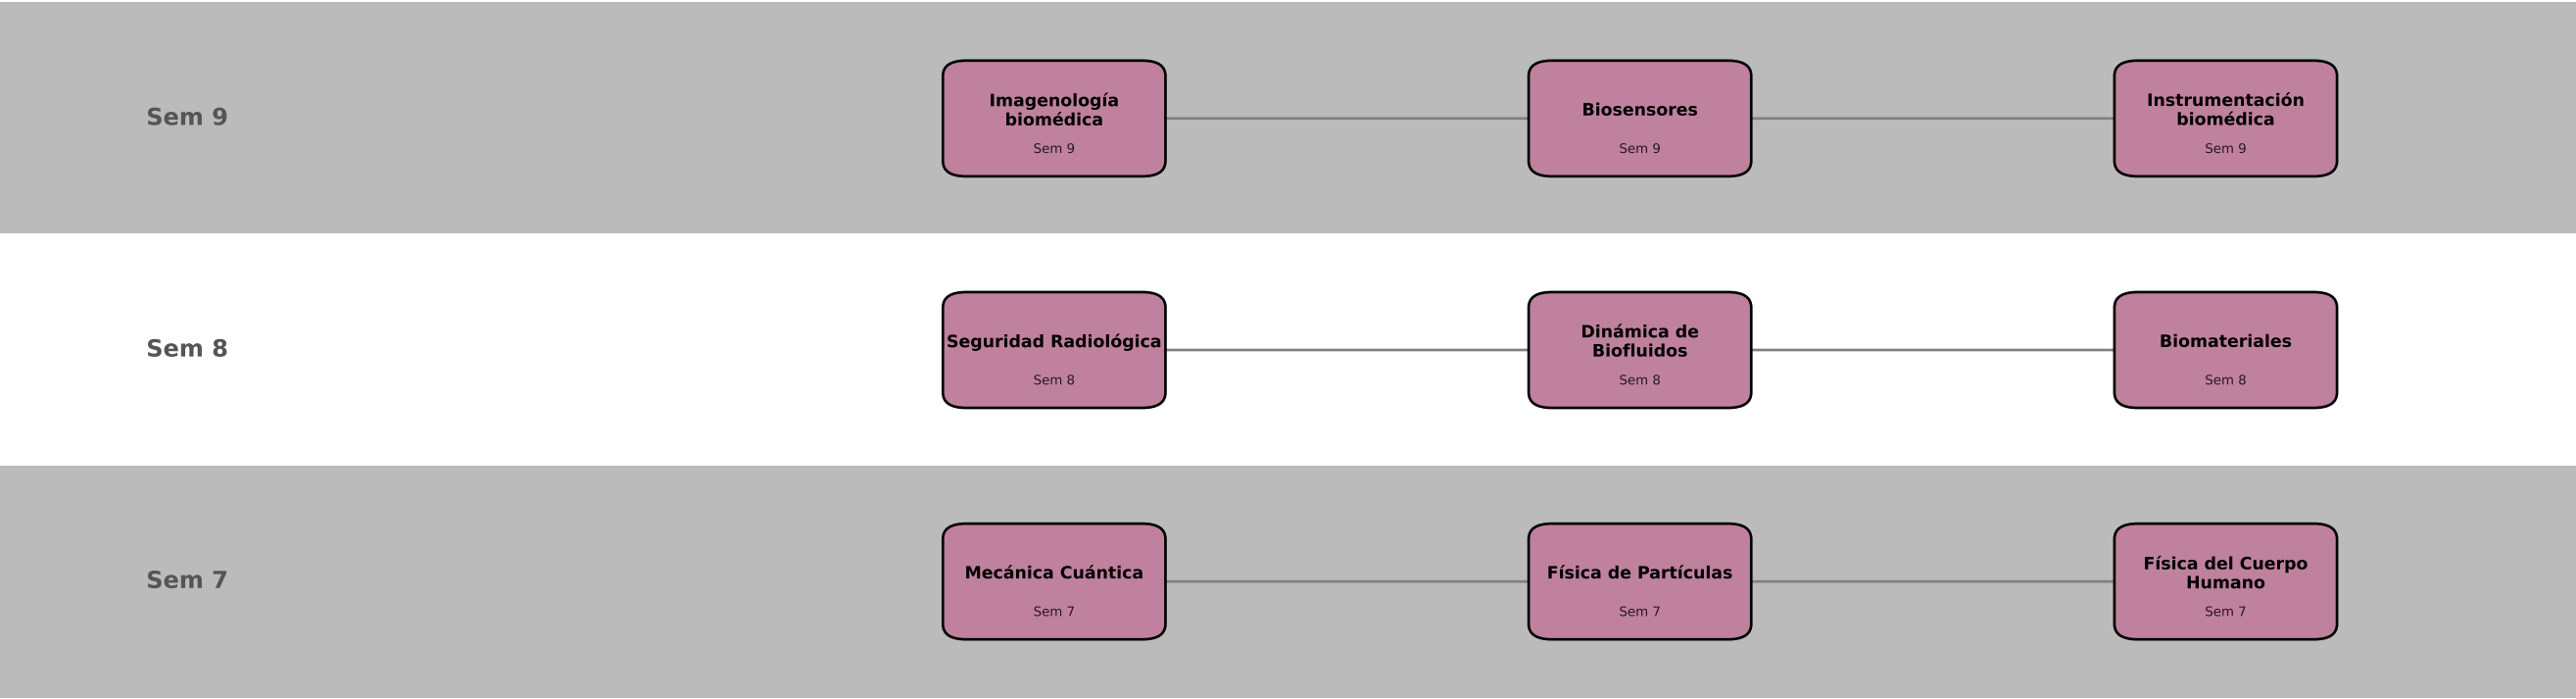 Sem 9
Imagenología
biomédica
Sem 9
Biosensores
Sem 9
Instrumentación
biomédica
Sem 9
Sem 8
Seguridad Radiológica
Sem 8
Dinámica de
Biofluidos
Sem 8
Biomateriales
Sem 8
Sem 7
Mecánica Cuántica
Sem 7
Física de Partículas
Sem 7
Física del Cuerpo
Humano
Sem 7